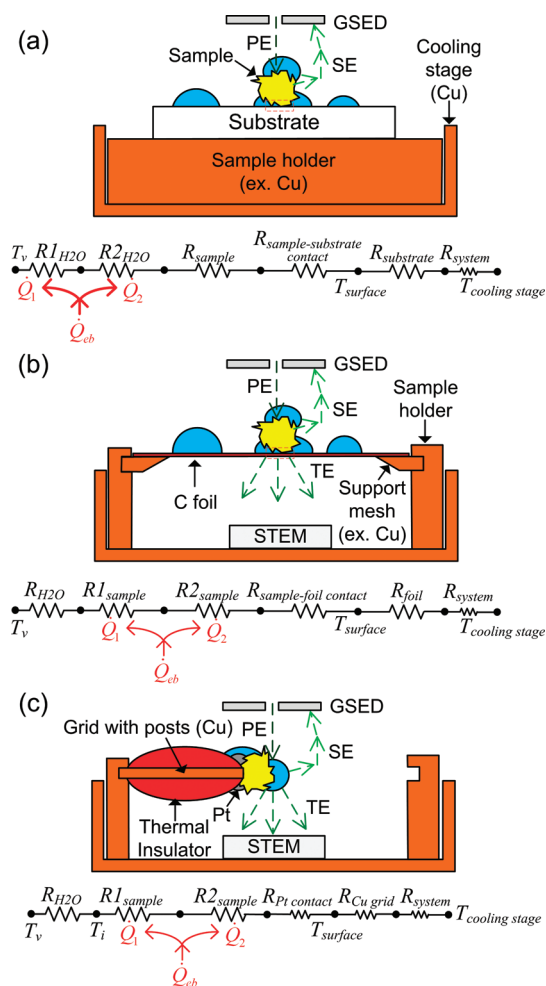 (a)
GSED
PE
Sample
SE
Cooling
stage
(Cu)
Substrate
Sample holder
(ex. Cu)
Tv R1H2O R2H2O Rsample Rsample-substrate contact Rsubstrate Rsystem
Q̇1 Q̇2 Tsurface Tcooling stage
Q̇eb
(b)
GSED
PE
SE
Sample
holder
TE
C foil
Support
mesh
(ex. Cu)
STEM
RH2O R1sample R2sample Rsample-foil contact Rfoil Rsystem
Tv Q̇1 Q̇2 Tsurface Tcooling stage
Q̇eb
(c)
GSED
Grid with posts (Cu)
PE
SE
Pt
TE
Thermal
Insulator
STEM
RH2O R1sample R2sample RPt contact RCu grid Rsystem
Tv Ti Q̇1 Q̇2 Tsurface Tcooling stage
Q̇eb